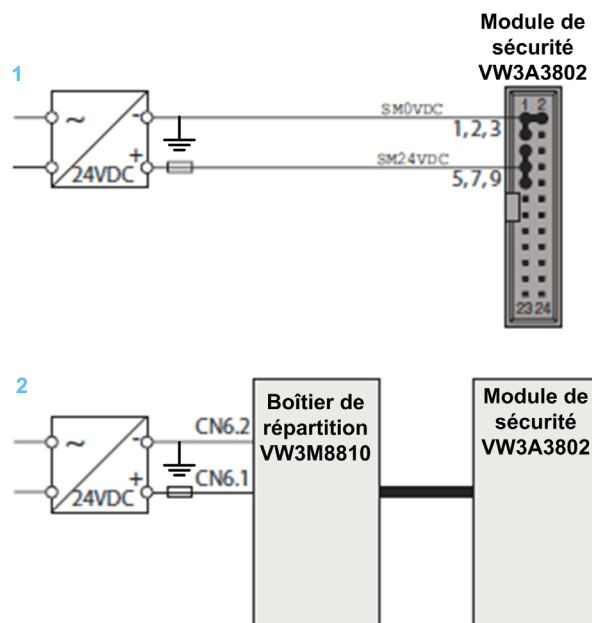 Module de
sécurité
VW3A3802
1
~
-
SM0VDC
1 2
1,2,3
+
SM24VDC
24VDC
5,7,9
23 24
2
Boîtier de
répartition
VW3M8810
Module de
sécurité
VW3A3802
~
-
CN6.2
+
CN6.1
24VDC